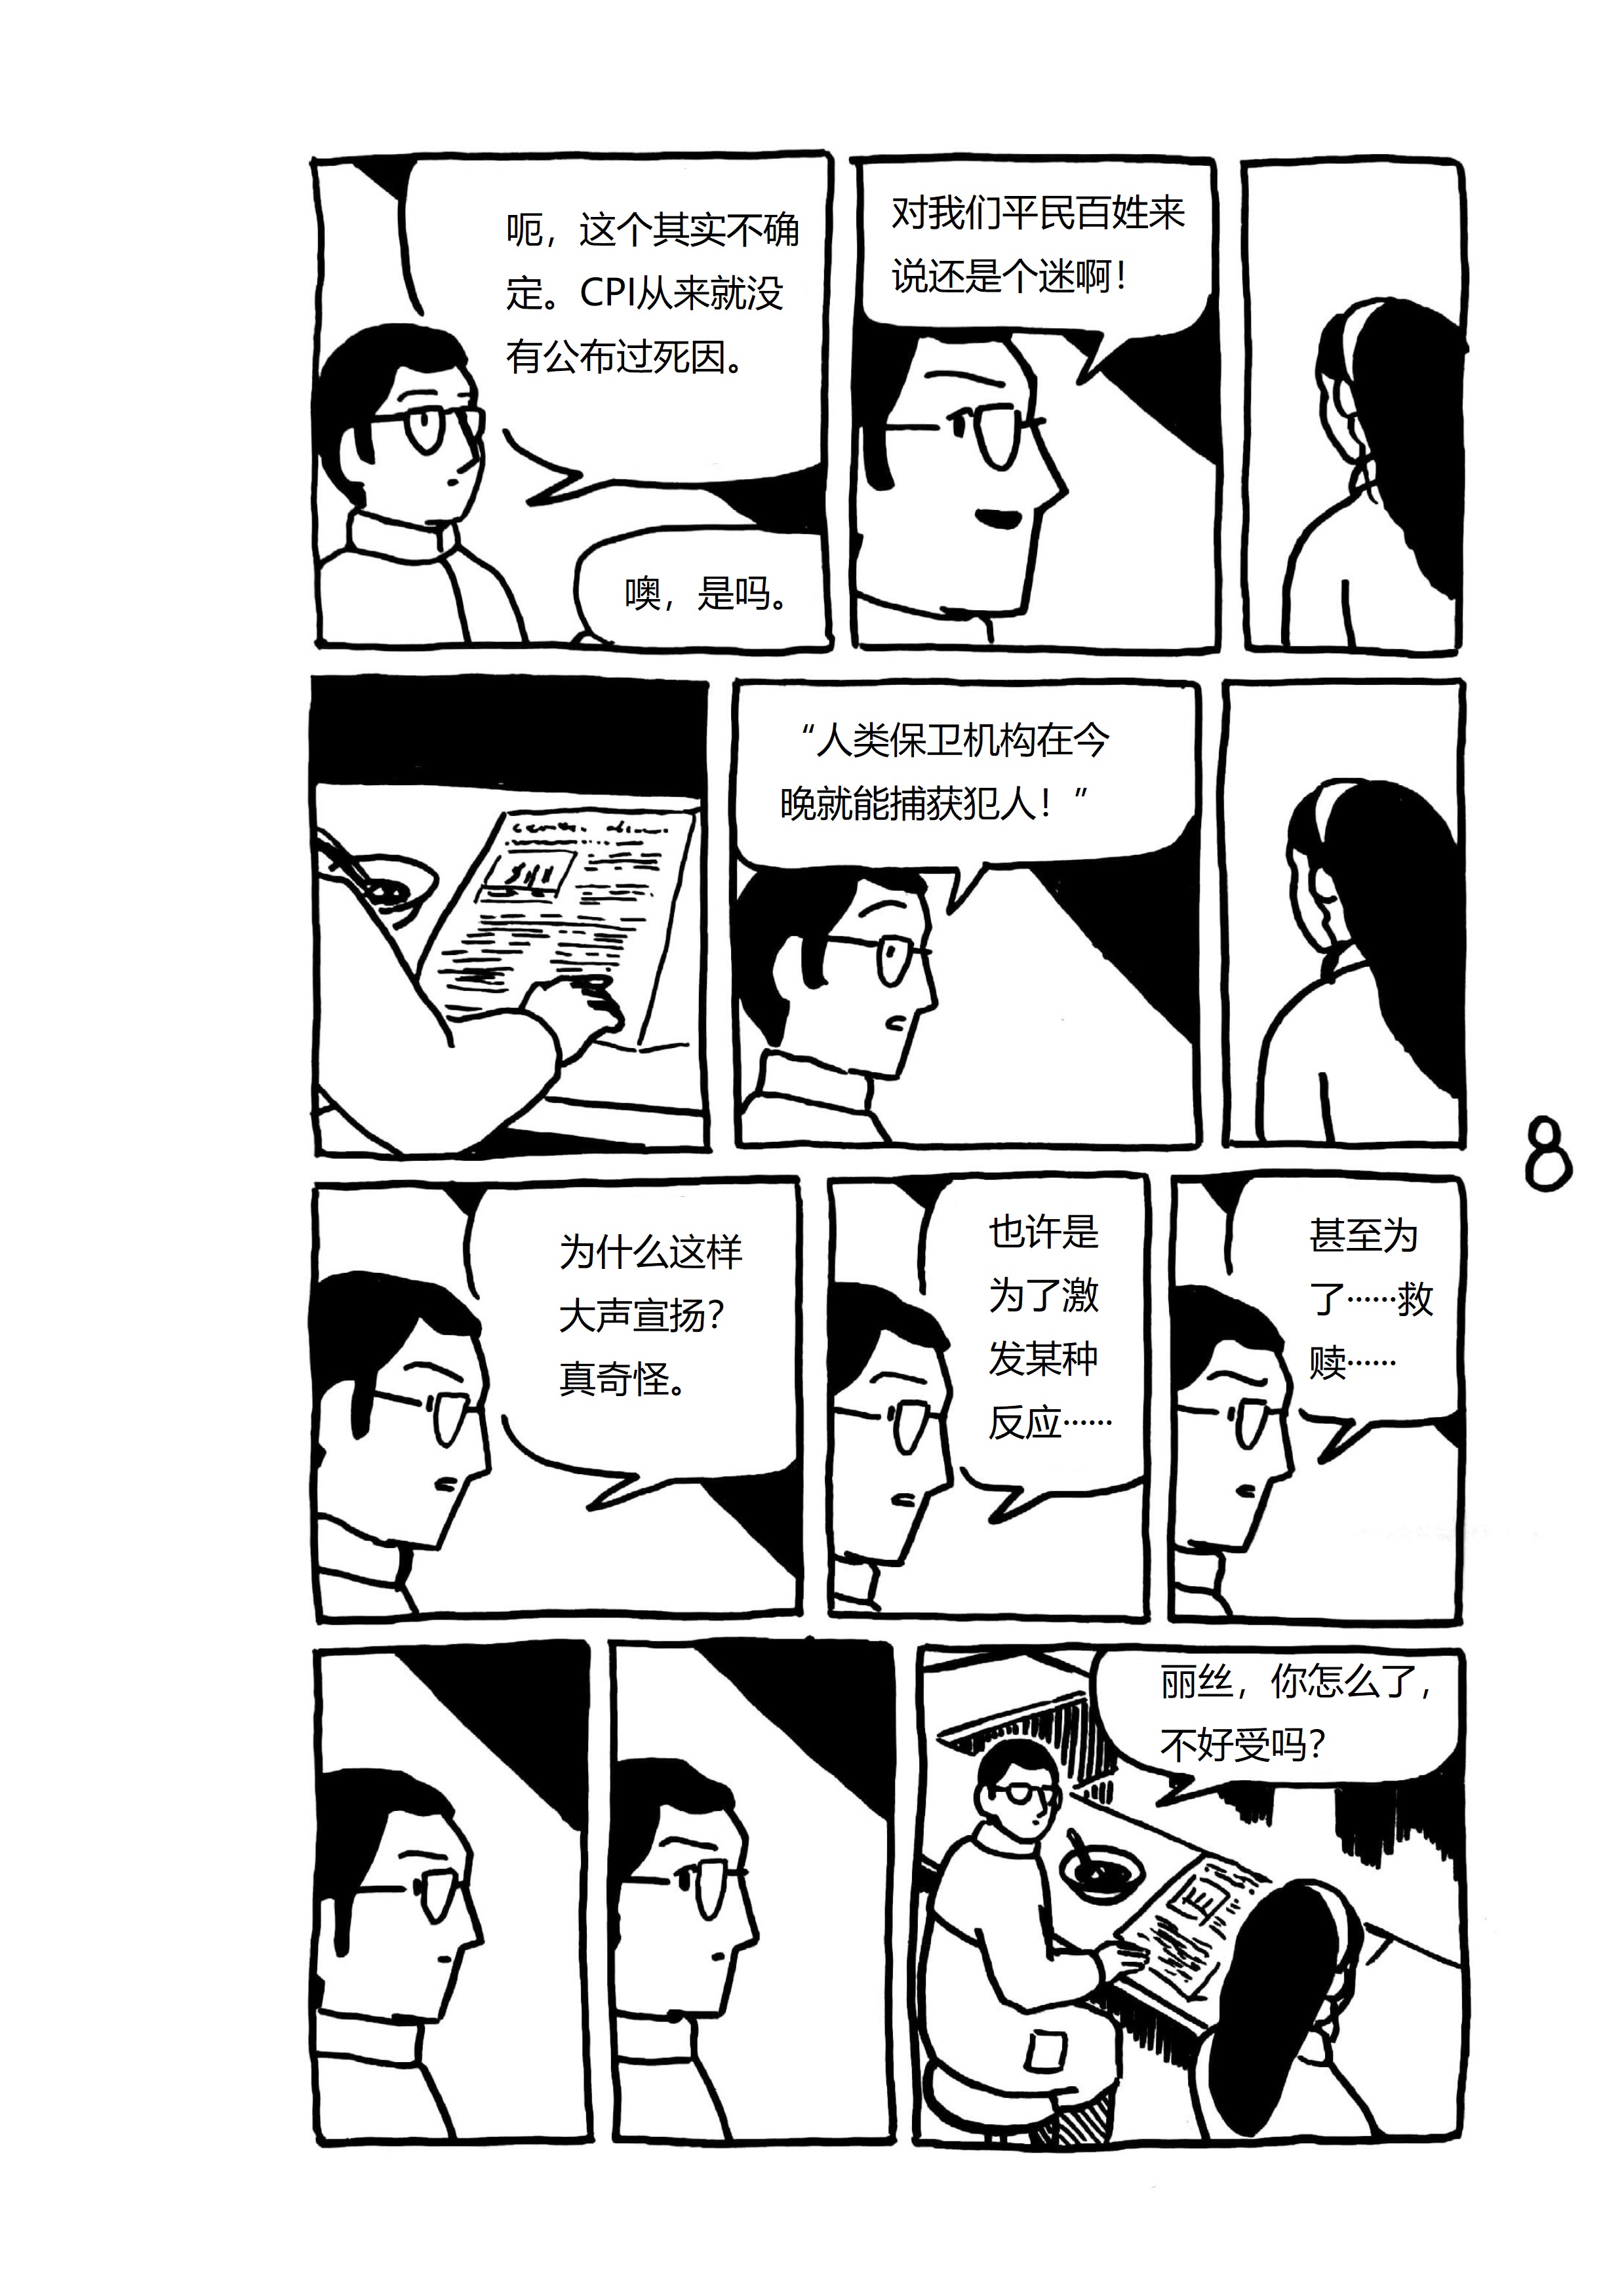 呃，这个其实不确
定。CPI从来就没
有公布过死因。
噢，是吗。
对我们平民百姓来
说还是个迷啊！
“人类保卫机构在今
晚就能捕获犯人！”
为什么这样
大声宣扬？
真奇怪。
也许是
为了激
发某种
反应······
甚至为
了······救
赎······
丽丝，你怎么了，
不好受吗？
8